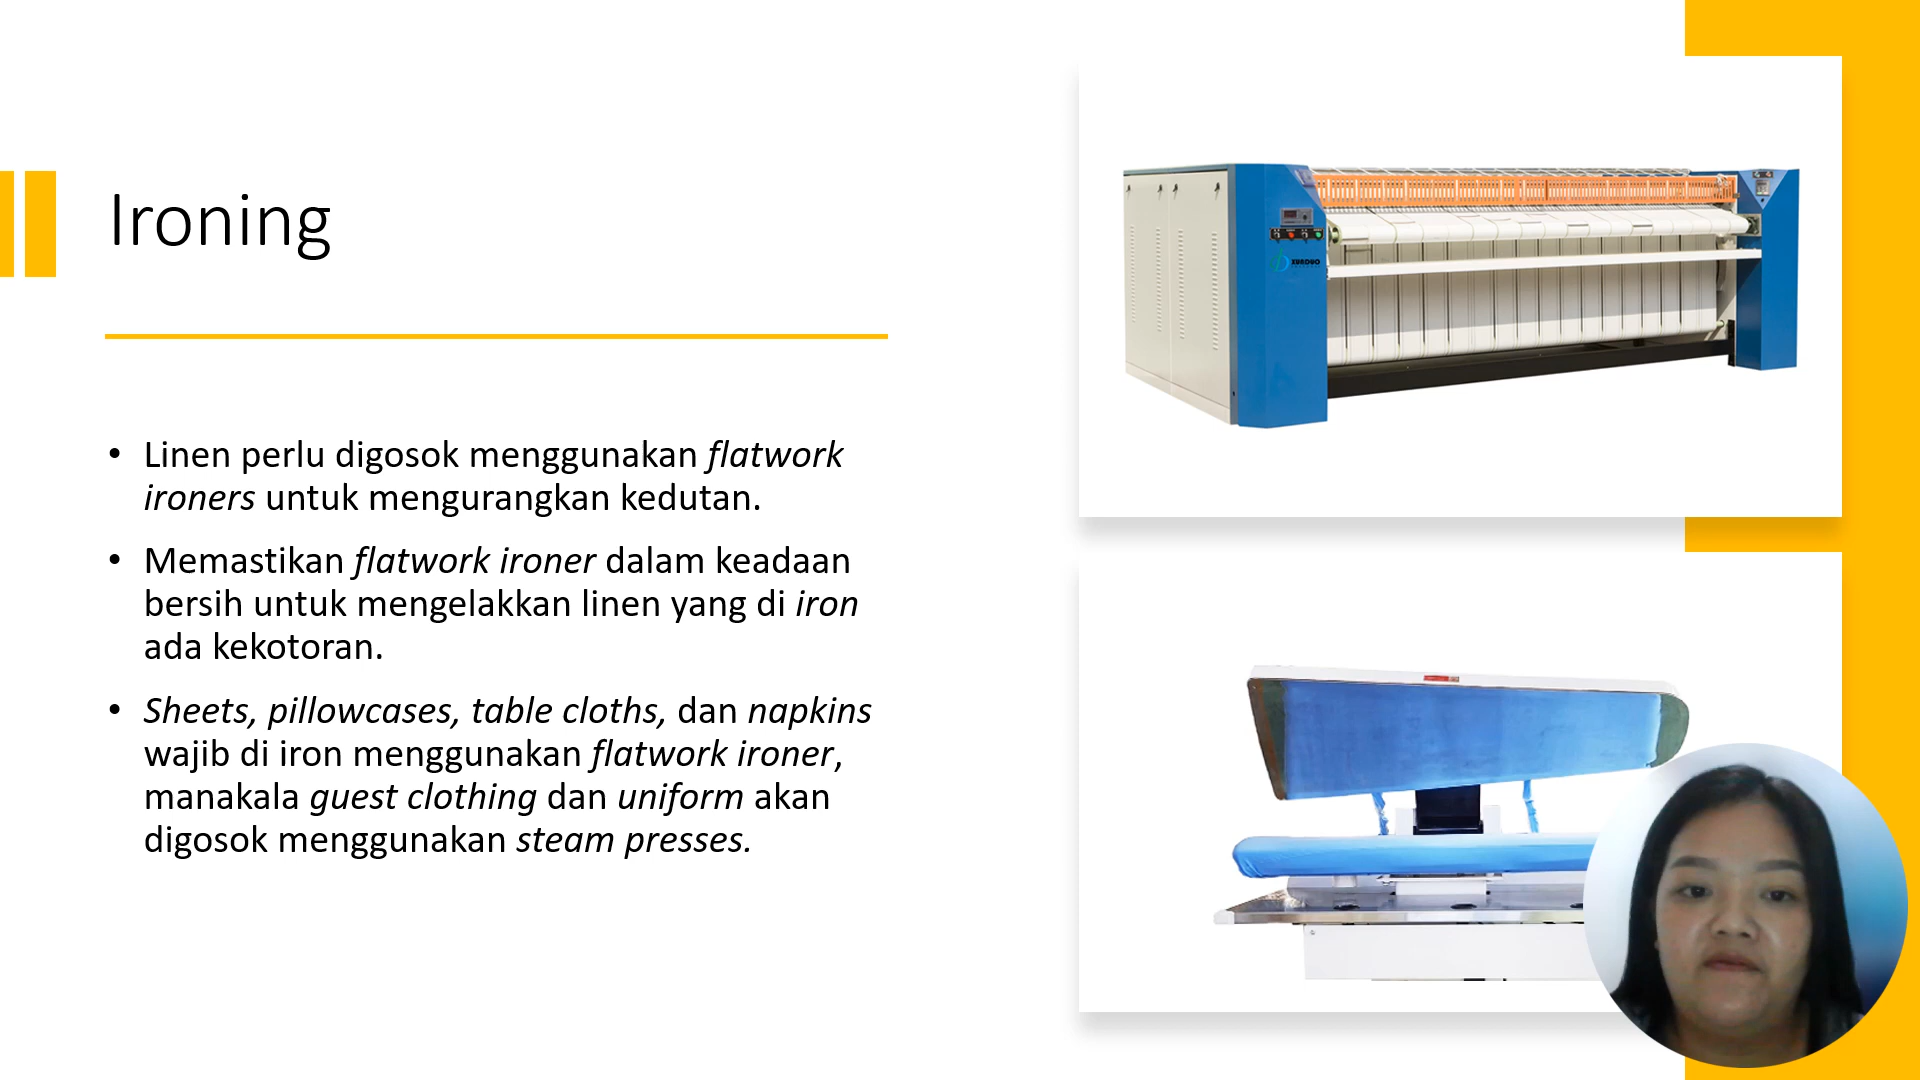 Ironing
• Linen perlu digosok menggunakan flatwork
ironers untuk mengurangkan kedutan.
• Memastikan flatwork ironer dalam keadaan
bersih untuk mengelakkan linen yang di iron
ada kekotoran.
• Sheets, pillowcases, table cloths, dan napkins
wajib di iron menggunakan flatwork ironer,
manakala guest clothing dan uniform akan
digosok menggunakan steam presses.